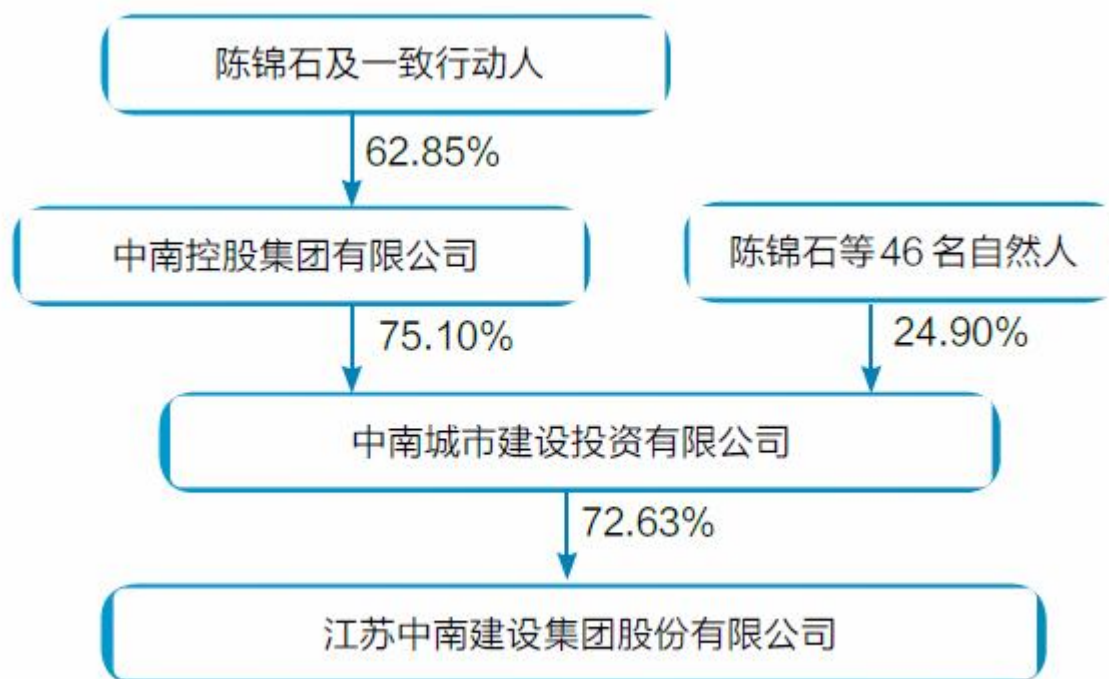 陈锦石及一致行动人
62.85%
中南控股集团有限公司
陈锦石等46名自然人
75.10%
24.90%
中南城市建设投资有限公司
72.63%
江苏中南建设集团股份有限公司